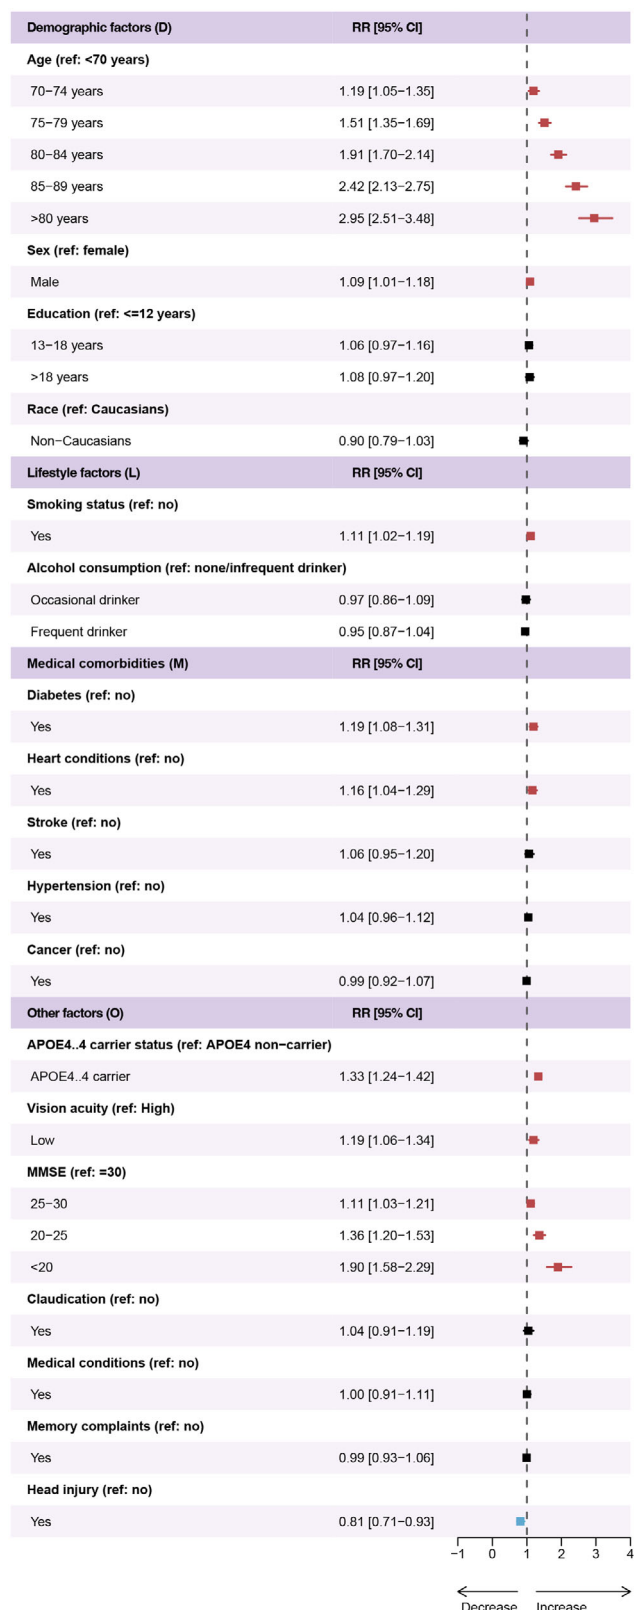 Demographic factors (D) RR [95% CI]
Age (ref: <70 years)
70−74 years 1.19 [1.05−1.35]
75−79 years 1.51 [1.35−1.69]
80−84 years 1.91 [1.70−2.14]
85−89 years 2.42 [2.13−2.75]
>80 years 2.95 [2.51−3.48]
Sex (ref: female)
Male 1.09 [1.01−1.18]
Education (ref: <=12 years)
13−18 years 1.06 [0.97−1.16]
>18 years 1.08 [0.97−1.20]
Race (ref: Caucasians)
Non−Caucasians 0.90 [0.79−1.03]
Lifestyle factors (L) RR [95% CI]
Smoking status (ref: no)
Yes 1.11 [1.02−1.19]
Alcohol consumption (ref: none/infrequent drinker)
Occasional drinker 0.97 [0.86−1.09]
Frequent drinker 0.95 [0.87−1.04]
Medical comorbidities (M) RR [95% CI]
Diabetes (ref: no)
Yes 1.19 [1.08−1.31]
Heart conditions (ref: no)
Yes 1.16 [1.04−1.29]
Stroke (ref: no)
Yes 1.06 [0.95−1.20]
Hypertension (ref: no)
Yes 1.04 [0.96−1.12]
Cancer (ref: no)
Yes 0.99 [0.92−1.07]
Other factors (O) RR [95% CI]
APOE4..4 carrier status (ref: APOE4 non−carrier)
APOE4..4 carrier 1.33 [1.24−1.42]
Vision acuity (ref: High)
Low 1.19 [1.06−1.34]
MMSE (ref: =30)
25−30 1.11 [1.03−1.21]
20−25 1.36 [1.20−1.53]
<20 1.90 [1.58−2.29]
Claudication (ref: no)
Yes 1.04 [0.91−1.19]
Medical conditions (ref: no)
Yes 1.00 [0.91−1.11]
Memory complaints (ref: no)
Yes 0.99 [0.93−1.06]
Head injury (ref: no)
Yes 0.81 [0.71−0.93]
−1 0 1 2 3 4
Decrease Increase